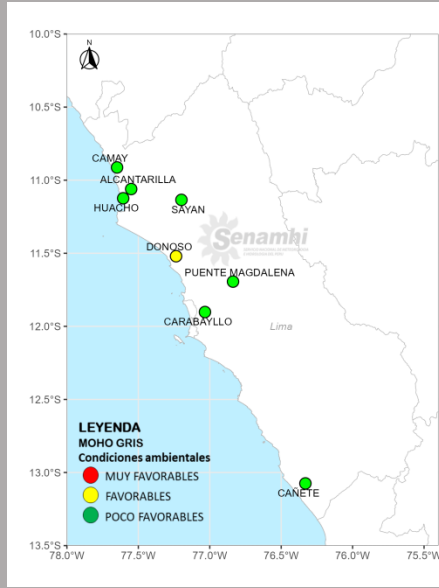 N
10.0°S
10.5°S
11.0°S
11.5°S
12.0°S
12.5°S
13.0°S
13.5°S
CAMAY
ALCANTARILLA
HUACHO
SAYAN
DONOSO
Senamhi
PUENTE MAGDALENA
CARABAYLLO
Lima
CAÑETE
LEYENDA
MOHO GRIS
Condiciones ambientales
MUY FAVORABLES
FAVORABLES
POCO FAVORABLES
78.0°W 77.5°W 77.0°W 76.5°W 76.0°W 75.5°W